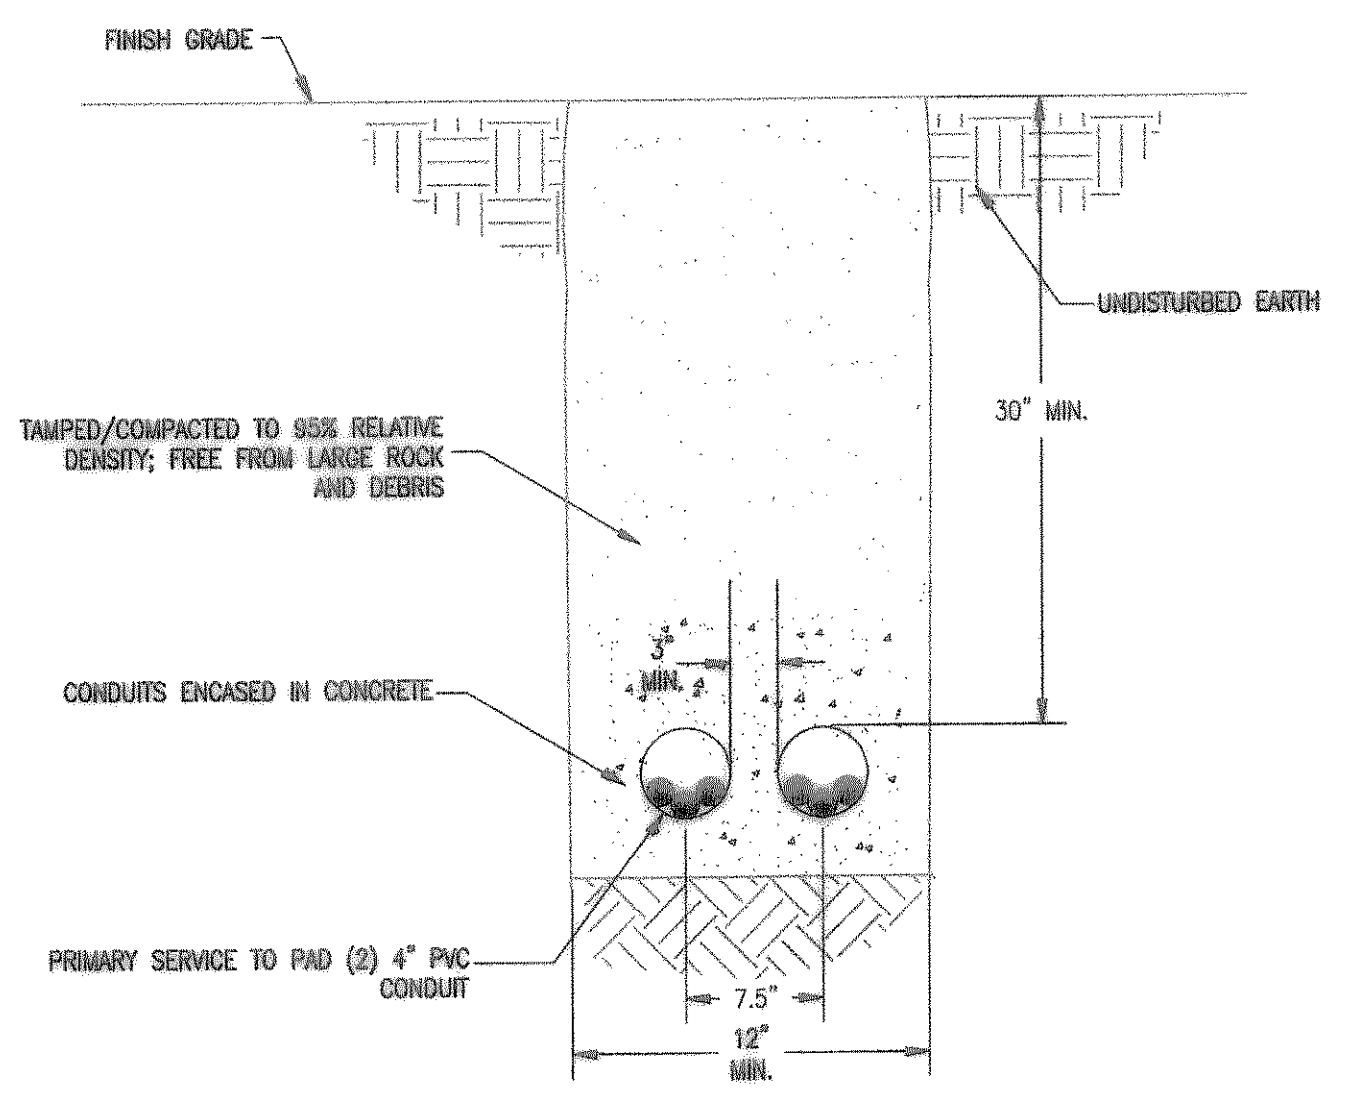 FINISH GRADE
UNDISTURBED EARTH
30" MIN.
TAMPED/COMPACTED TO 95% RELATIVE
DENSITY; FREE FROM LARGE ROCK
AND DEBRIS
3"
MIN.
CONDUITS ENCASED IN CONCRETE
PRIMARY SERVICE TO PAD (2) 4" PVC
CONDUIT
7.5"
12"
MIN.